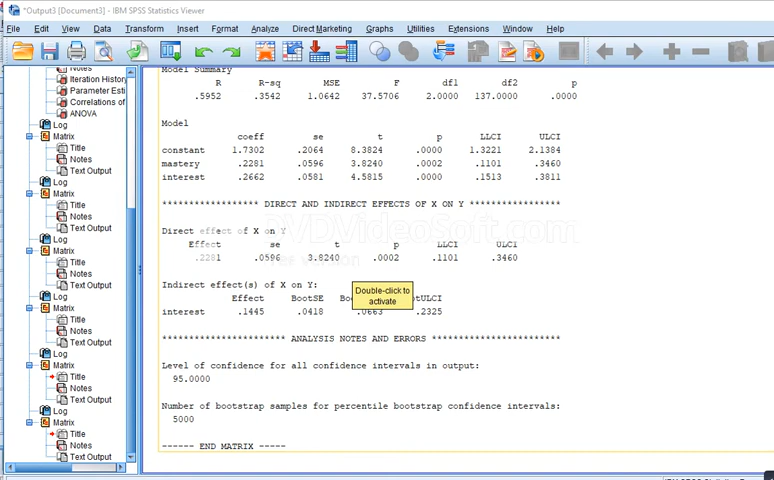 *Output3 [Document3] - IBM SPSS Statistics Viewer
File Edit View Data Transform Insert Format Analyze Direct Marketing Graphs Utilities Extensions Window Help
Notes
Iteration History
Parameter Esti
Correlations of
ANOVA
Log
Matrix
Title
Notes
Text Output
Log
Matrix
Title
Notes
Text Output
Log
Matrix
Title
Notes
Text Output
Log
Matrix
Title
Notes
Text Output
Log
Matrix
Title
Notes
Text Output
Log
Matrix
Title
Notes
Text Output
Model Summary
R R-sq MSE F df1 df2 p
.5952 .3542 1.0642 37.5706 2.0000 137.0000 .0000
Model
coeff se t p LLCI ULCI
constant 1.7302 .2064 8.3824 .0000 1.3221 2.1384
mastery .2281 .0596 3.8240 .0002 .1101 .3460
interest .2662 .0581 4.5815 .0000 .1513 .3811
****************** DIRECT AND INDIRECT EFFECTS OF X ON Y *****************
DVDVideoSoft.com
Direct effect of X on Y
Effect se t p LLCI ULCI
.2281 .0596 3.8240 .0002 .1101 .3460
Free version
Indirect effect(s) of X on Y:
Effect BootSE Bo otULCI
interest .1445 .0418 .0663 .2325
Double-click to
activate
*********************** ANALYSIS NOTES AND ERRORS ************************
Level of confidence for all confidence intervals in output:
95.0000
Number of bootstrap samples for percentile bootstrap confidence intervals:
5000
------ END MATRIX -----